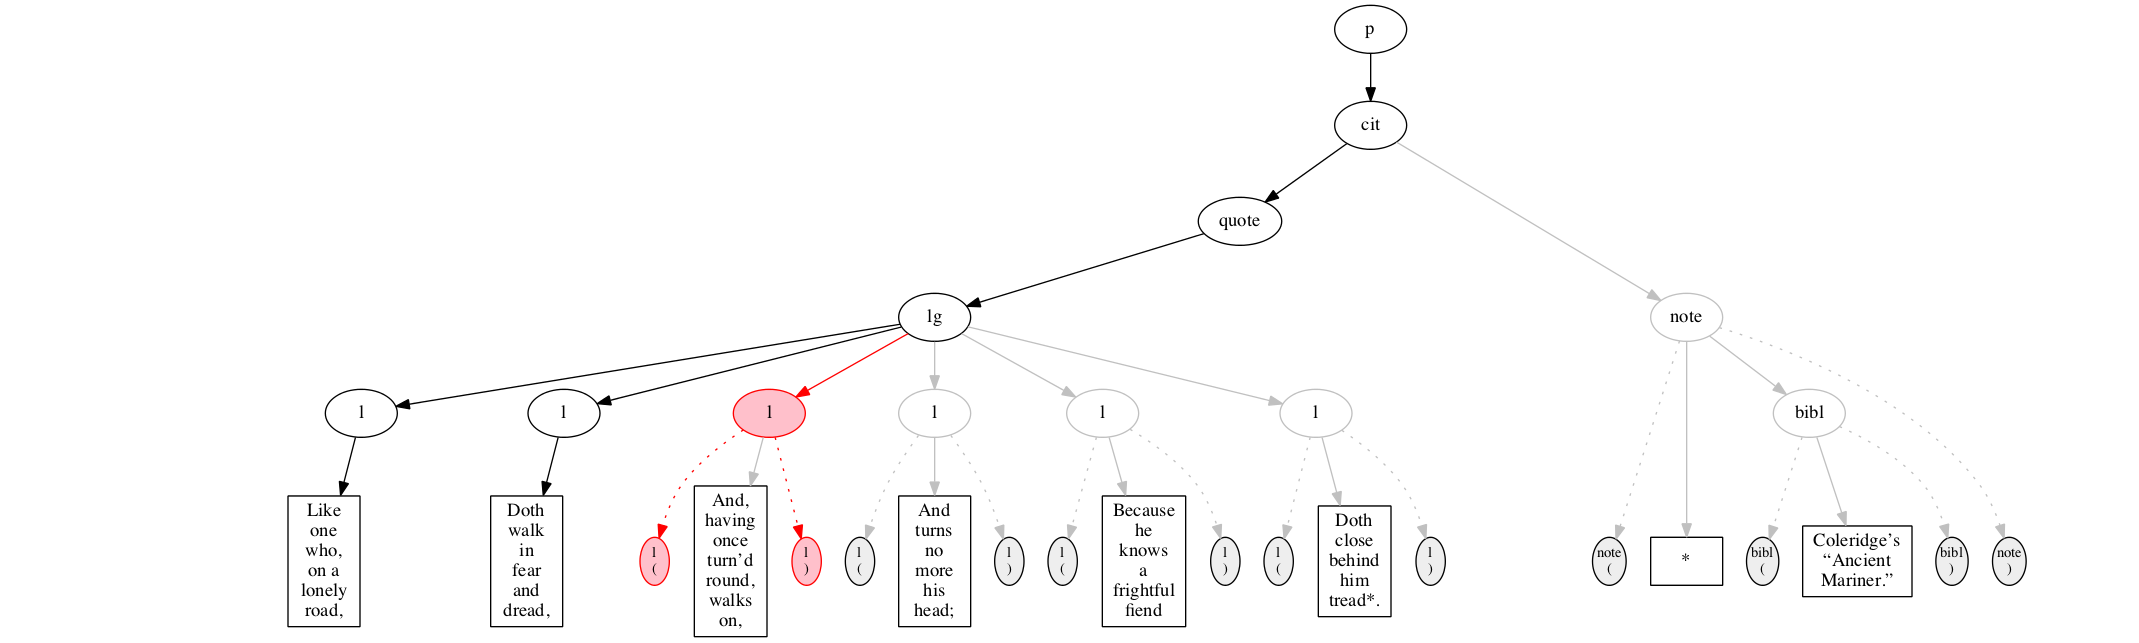 p
cit
quote
lg
note
l
l
l
l
l
l
bibl
Like
one
who,
on a
lonely
road,
Doth
walk
in
fear
and
dread,
l
(
And,
having
once
turn’d
round,
walks
on,
l
)
l
(
And
turns
no
more
his
head;
l
)
l
(
Because
he
knows
a
frightful
fiend
l
)
l
(
Doth
close
behind
him
tread*.
l
)
note
(
*
bibl
(
Coleridge’s
“Ancient
Mariner.”
bibl
)
note
)